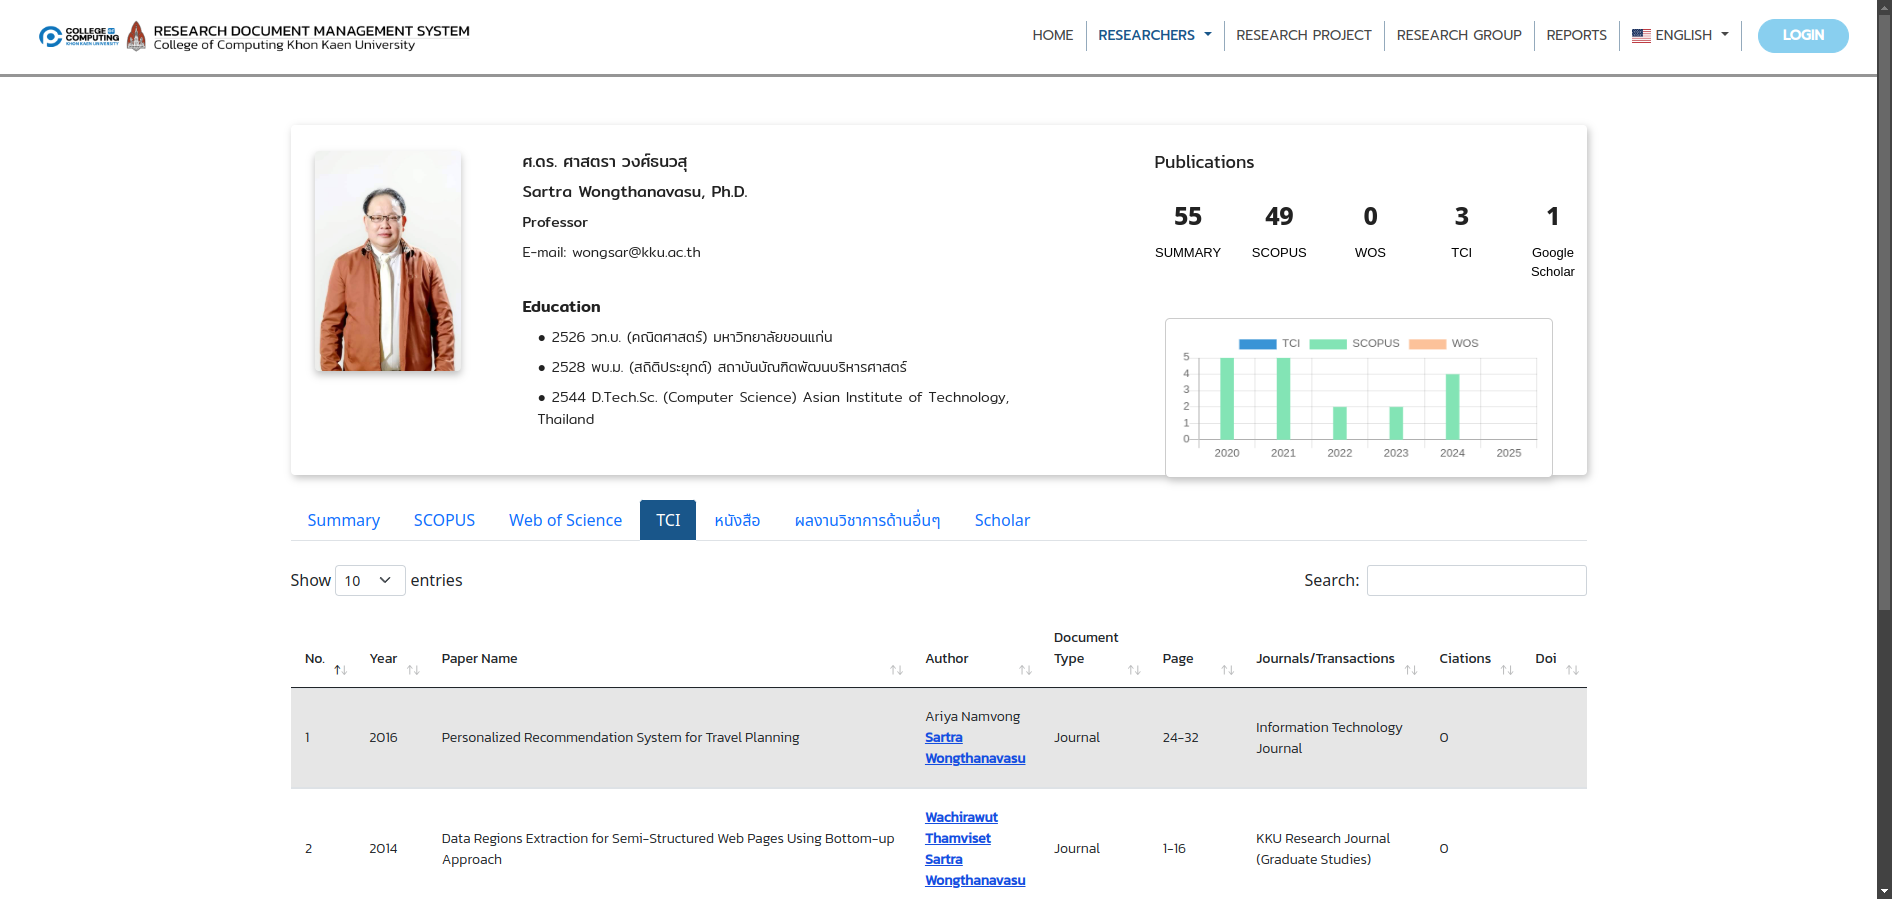 COLLEGE OF
COMPUTING
KHON KAEN UNIVERSITY
RESEARCH DOCUMENT MANAGEMENT SYSTEM
College of Computing Khon Kaen University
HOME
RESEARCHERS
RESEARCH PROJECT
RESEARCH GROUP
REPORTS
ENGLISH
LOGIN
ศ.ดร. ศาสตรา วงศ์ธนวสุ
Sartra Wongthanavasu, Ph.D.
Professor
E-mail: wongsar@kku.ac.th
Education
● 2526 วท.บ. (คณิตศาสตร์) มหาวิทยาลัยขอนแก่น
● 2528 พบ.ม. (สถิติประยุกต์) สถาบันบัณฑิตพัฒนบริหารศาสตร์
● 2544 D.Tech.Sc. (Computer Science) Asian Institute of Technology,
Thailand
Publications
55 49 0 3 1
SUMMARY SCOPUS WOS TCI Google
Scholar
TCI SCOPUS WOS
5
4
3
2
1
0
2020 2021 2022 2023 2024 2025
Summary SCOPUS Web of Science TCI หนังสือ ผลงานวิชาการด้านอื่นๆ Scholar
Show 10 entries
Search:
No. Year Paper Name Author Document
Type Page Journals/Transactions Ciations Doi
1 2016 Personalized Recommendation System for Travel Planning
Ariya Namvong
Sartra
Wongthanavasu
Journal 24-32
Information Technology
Journal
0
2 2014
Data Regions Extraction for Semi-Structured Web Pages Using Bottom-up
Approach
Wachirawut
Thamviset
Sartra
Wongthanavasu
Journal 1-16
KKU Research Journal
(Graduate Studies)
0